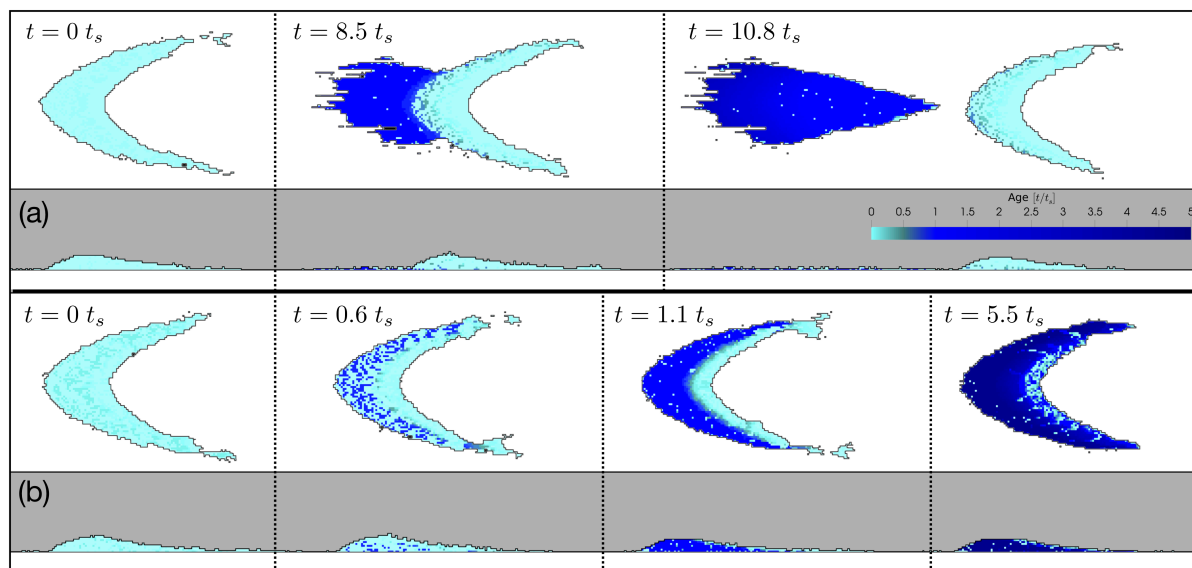 t = 0 t_s
t = 8.5 t_s
t = 10.8 t_s
(a)
Age [t/t_s]
0 0.5 1 1.5 2 2.5 3 3.5 4 4.5 5
t = 0 t_s
t = 0.6 t_s
t = 1.1 t_s
t = 5.5 t_s
(b)